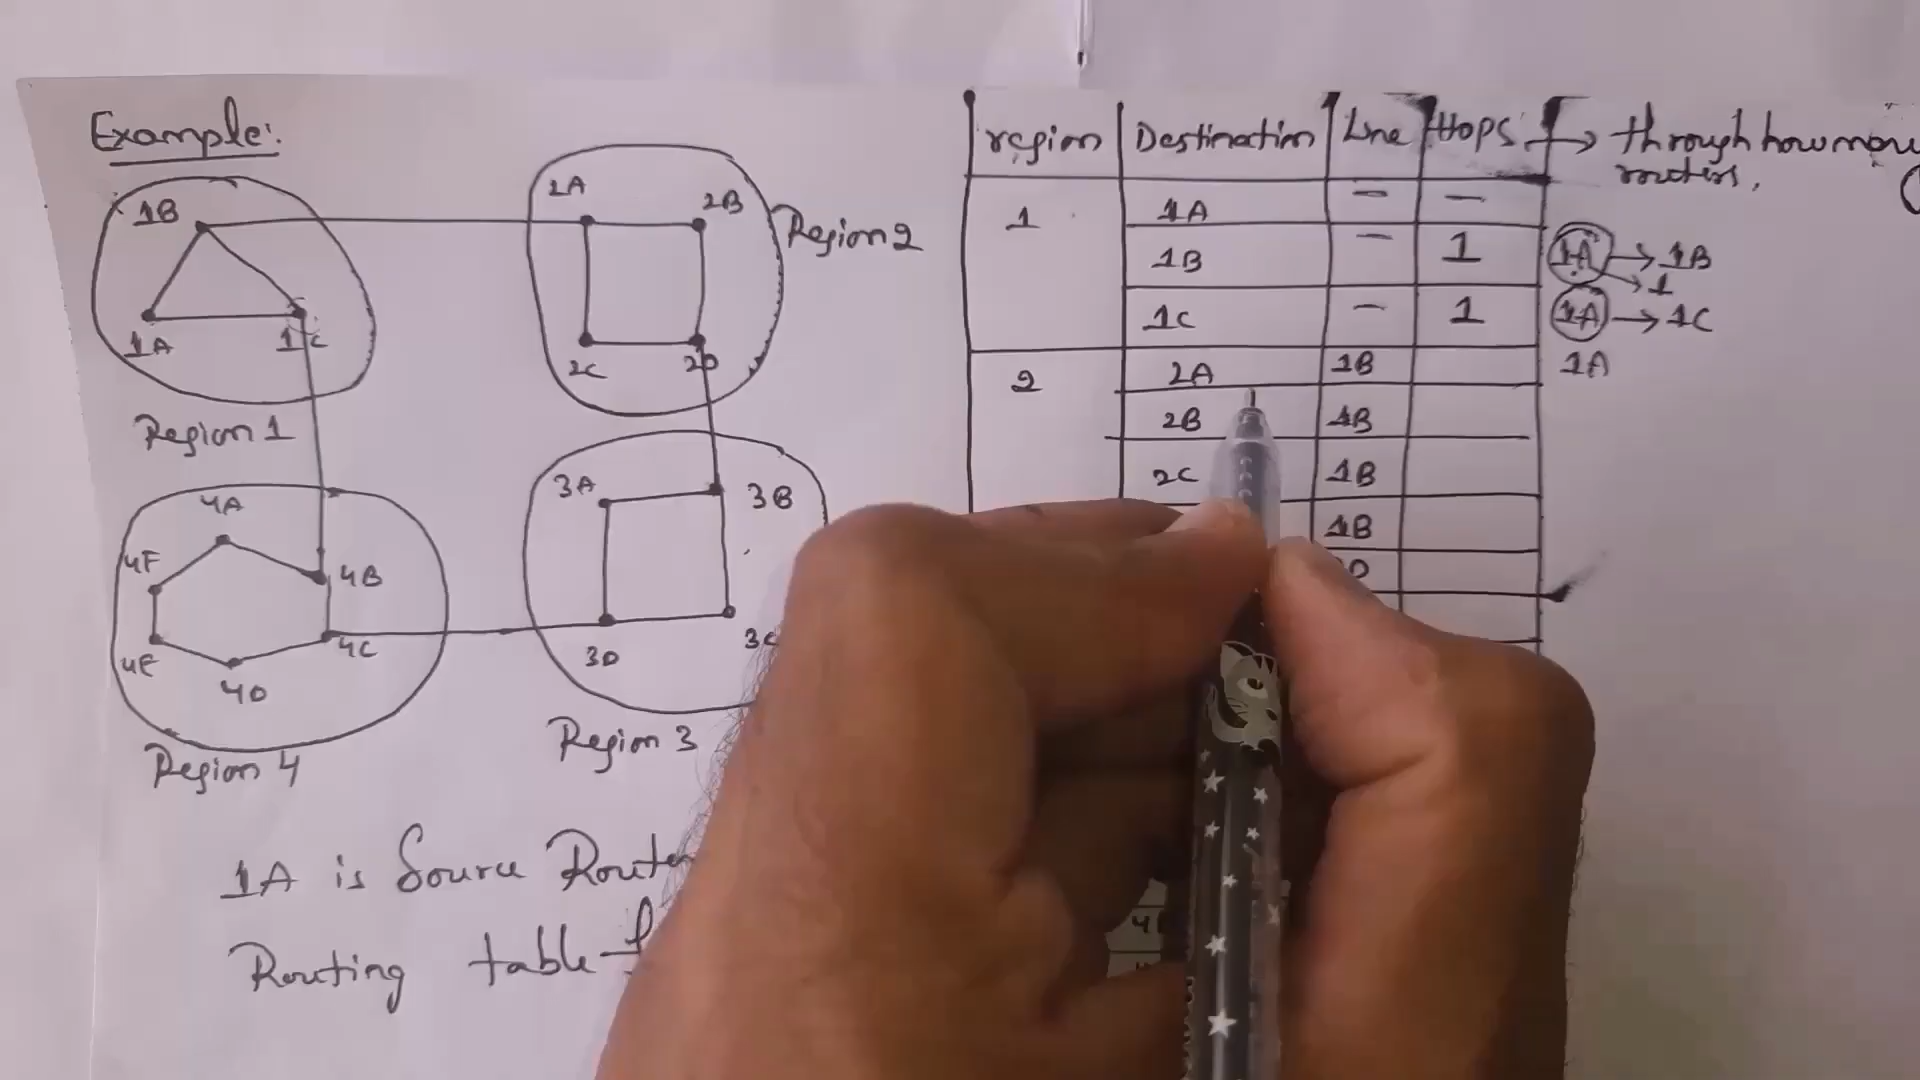 Example:
1B
1A
1C
Region 1
2A
2B
2C
2D
Region 2
3A
3B
3D
3C
Region 3
4A
4F
4B
4E
4C
4D
Region 4
1A is Source Router
Routing table
region Destination Line Hops → through how many
routers,
1 1A – –
1B – 1 1A → 1B
→ 1
1C – 1 1A → 1C
2 2A 1B 1A
2B 1B
2C 1B
1B